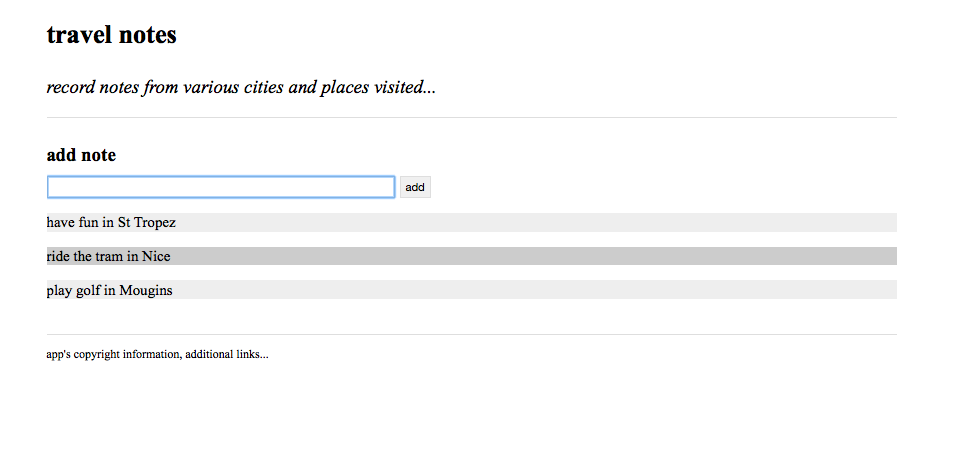 travel notes
record notes from various cities and places visited...
add note
add
have fun in St Tropez
ride the tram in Nice
play golf in Mougins
app's copyright information, additional links...